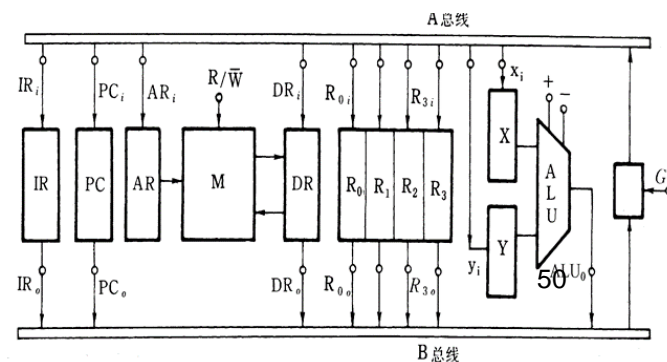 A总线
IRᵢ PCᵢ ARᵢ R/W̅ DRᵢ R₀ᵢ R₃ᵢ xᵢ + −
IR PC AR M DR R₀ R₁ R₂ R₃ X ALU G
Y
yᵢ 50
IRₒ PCₒ DRₒ R₀ₒ R₃ₒ ALU₀
B总线